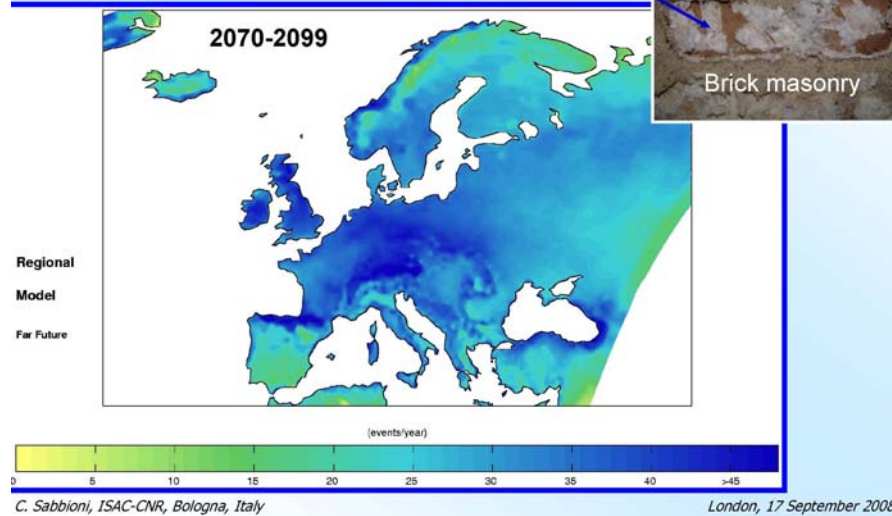 2070-2099
Brick masonry
Regional
Model
Far Future
(events/year)
0 5 10 15 20 25 30 35 40 >45
C. Sabbioni, ISAC-CNR, Bologna, Italy
London, 17 September 2008